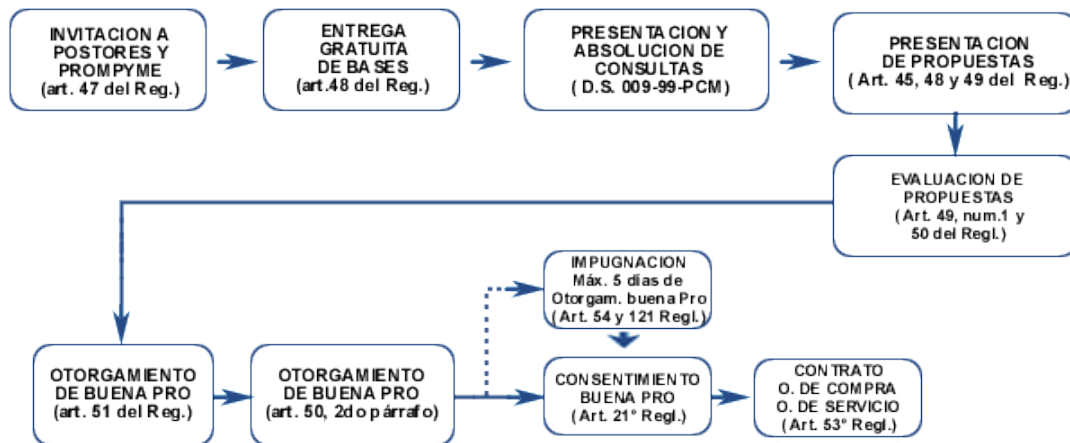 INVITACION A
POSTORES Y
PROMPYME
(art. 47 del Reg.)
ENTREGA
GRATUITA
DE BASES
(art.48 del Reg.)
PRESENTACION Y
ABSOLUCION DE
CONSULTAS
( D.S. 009-99-PCM)
PRESENTACION
DE PROPUESTAS
( Art. 45, 48 y 49 del Reg.)
EVALUACION DE
PROPUESTAS
( Art. 49, num.1 y
50 del Regl.)
IMPUGNACION
Máx. 5 días de
Otorgam. buena Pro
( Art. 54 y 121 Regl.)
OTORGAMIENTO
DE BUENA PRO
(art. 51 del Reg.)
OTORGAMIENTO
DE BUENA PRO
(art. 50, 2do párrafo)
CONSENTIMIENTO
BUENA PRO
(Art. 21° Regl.)
CONTRATO
O. DE COMPRA
O. DE SERVICIO
(Art. 53° Regl.)